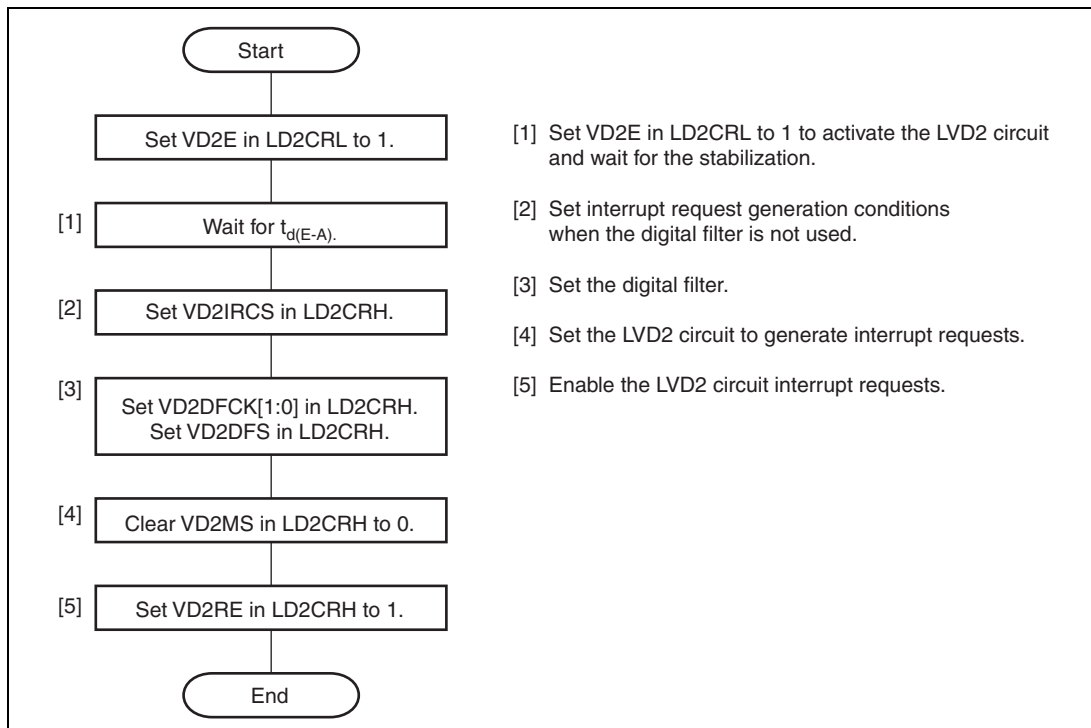 Start
Set VD2E in LD2CRL to 1.
[1] Wait for td(E-A).
[2] Set VD2IRCS in LD2CRH.
[3] Set VD2DFCK[1:0] in LD2CRH.
Set VD2DFS in LD2CRH.
[4] Clear VD2MS in LD2CRH to 0.
[5] Set VD2RE in LD2CRH to 1.
End
[1] Set VD2E in LD2CRL to 1 to activate the LVD2 circuit
and wait for the stabilization.
[2] Set interrupt request generation conditions
when the digital filter is not used.
[3] Set the digital filter.
[4] Set the LVD2 circuit to generate interrupt requests.
[5] Enable the LVD2 circuit interrupt requests.